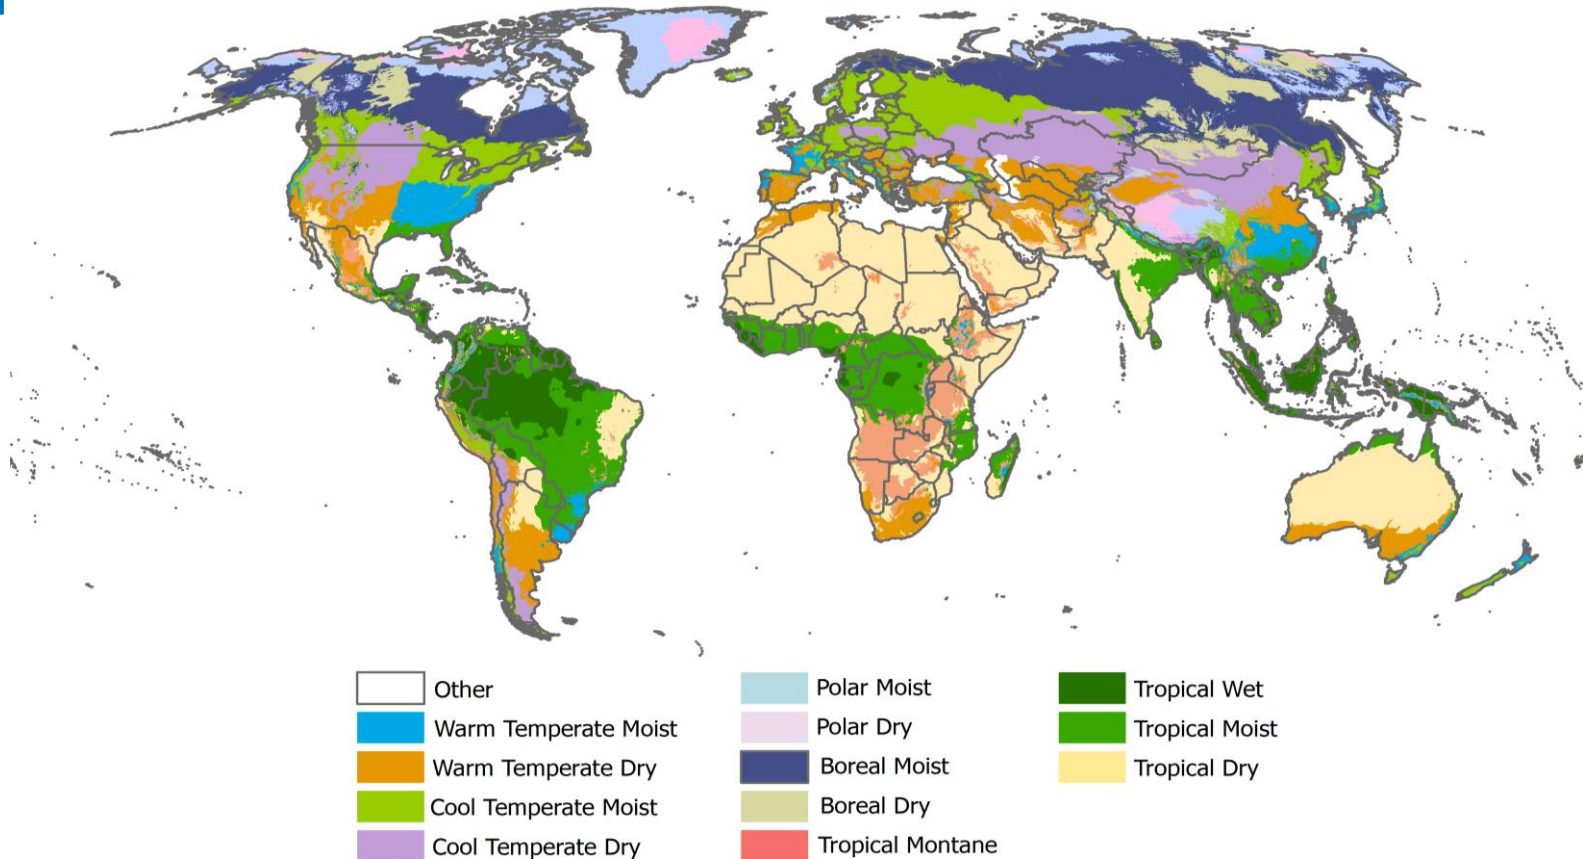 Other
Warm Temperate Moist
Warm Temperate Dry
Cool Temperate Moist
Cool Temperate Dry
Polar Moist
Polar Dry
Boreal Moist
Boreal Dry
Tropical Montane
Tropical Wet
Tropical Moist
Tropical Dry